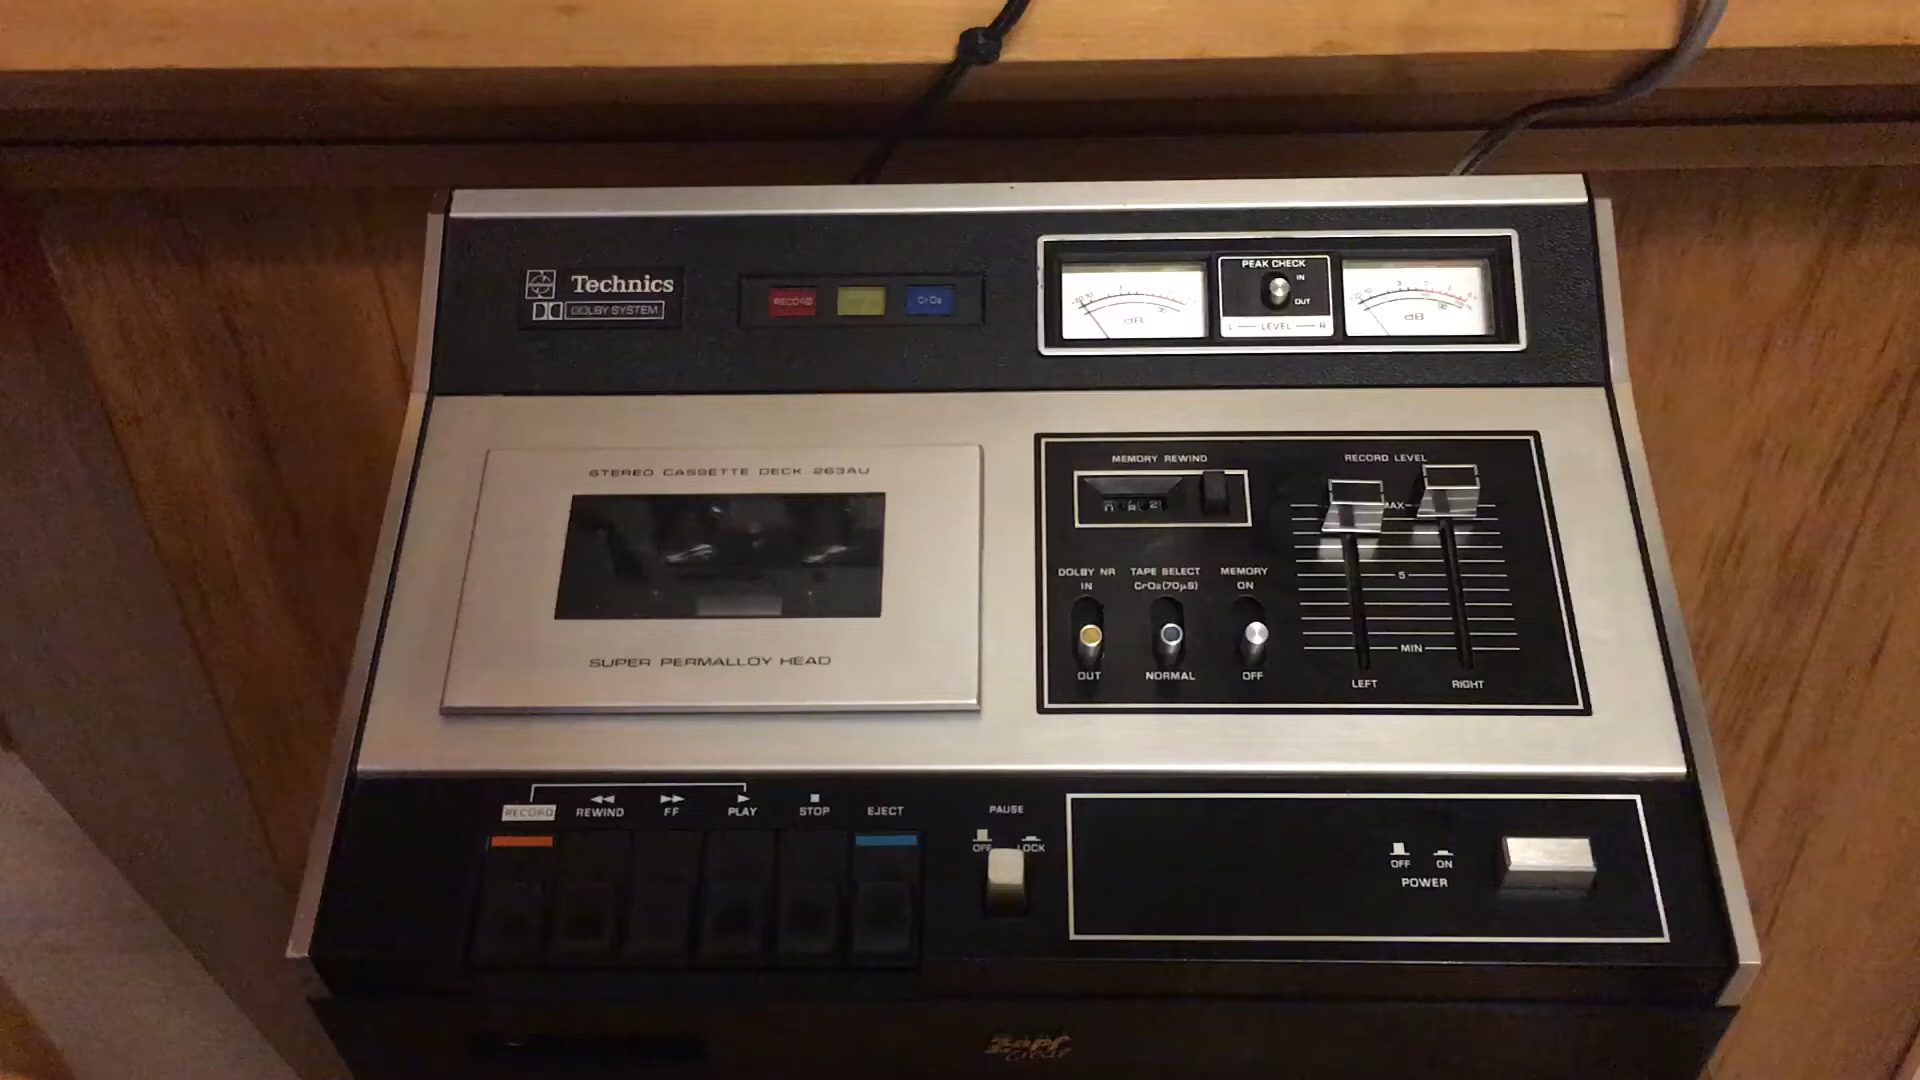 Technics
DOLBY SYSTEM
RECORD
CrO2
PEAK CHECK
IN
OUT
L LEVEL R
dB
dB
STEREO CASSETTE DECK 263AU
SUPER PERMALLOY HEAD
MEMORY REWIND
RECORD LEVEL
MAX
5
MIN
LEFT RIGHT
DOLBY NR TAPE SELECT MEMORY
IN CrO2(70µS) ON
OUT NORMAL OFF
RECORD REWIND FF PLAY STOP EJECT
PAUSE
OFF LOCK
OFF ON
POWER